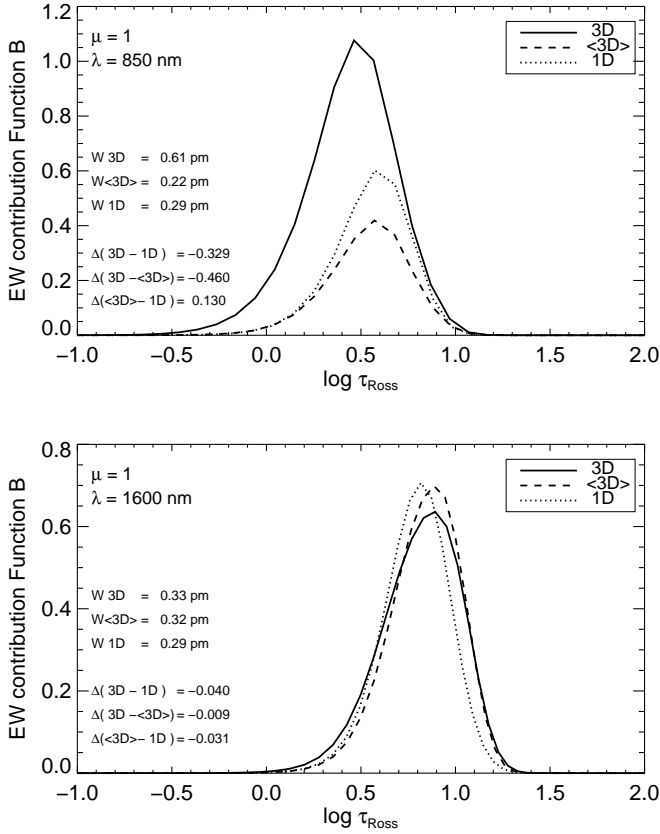 μ = 1
λ = 850 nm
3D
<3D>
1D
W 3D = 0.61 pm
W<3D> = 0.22 pm
W 1D = 0.29 pm
Δ( 3D − 1D ) = −0.329
Δ( 3D −<3D>) = −0.460
Δ(<3D>− 1D ) = 0.130
EW contribution Function B
1.2
1.0
0.8
0.6
0.4
0.2
0.0
−1.0 −0.5 0.0 0.5 1.0 1.5 2.0
log τRoss
μ = 1
λ = 1600 nm
3D
<3D>
1D
W 3D = 0.33 pm
W<3D> = 0.32 pm
W 1D = 0.29 pm
Δ( 3D − 1D ) = −0.040
Δ( 3D −<3D>) = −0.009
Δ(<3D>− 1D ) = −0.031
EW contribution Function B
0.8
0.6
0.4
0.2
0.0
−1.0 −0.5 0.0 0.5 1.0 1.5 2.0
log τRoss